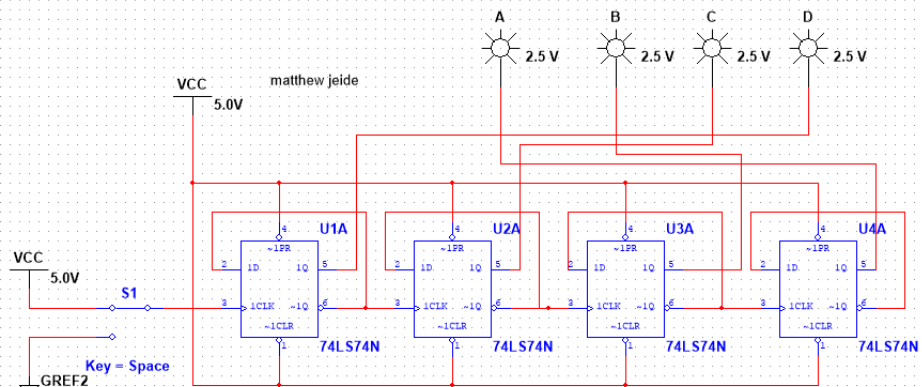 A B C D
2.5 V 2.5 V 2.5 V 2.5 V
matthew jeide
VCC
5.0V
U1A U2A U3A U4A
4 4 4 4
~1PR ~1PR ~1PR ~1PR
2 1D 1Q 5 2 1D 1Q 5 2 1D 1Q 5 2 1D 1Q 5
VCC
5.0V
S1
3 1CLK ~1Q 6 3 1CLK ~1Q 6 3 1CLK ~1Q 6 3 1CLK ~1Q 6
~1CLR ~1CLR ~1CLR ~1CLR
1 1 1 1
74LS74N 74LS74N 74LS74N 74LS74N
Key = Space
GREF2